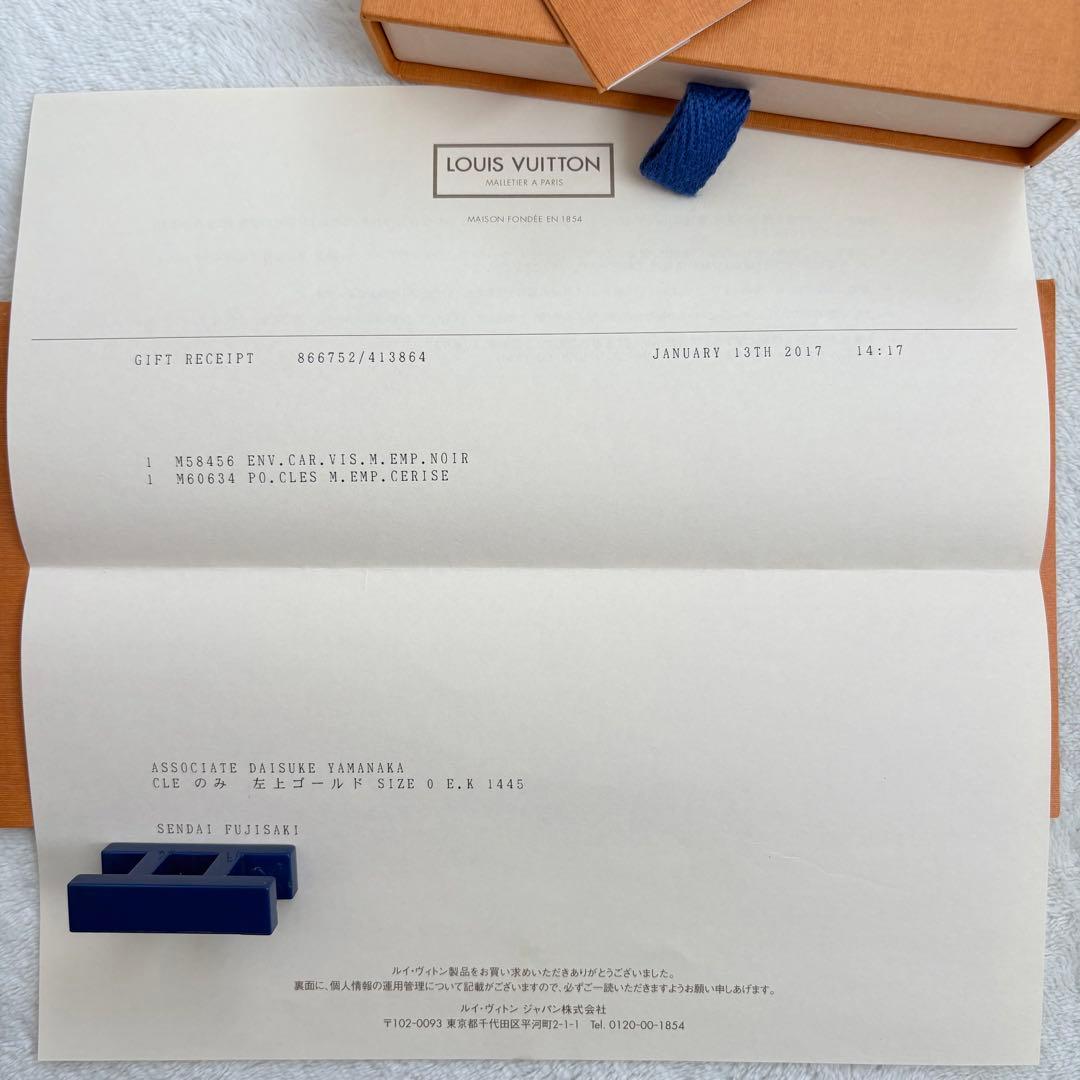 LOUIS VUITTON
MALLETIER A PARIS
MAISON FONDÉE EN 1854
GIFT RECEIPT 866752/413864 JANUARY 13TH 2017 14:17
1 M58456 ENV.CAR.VIS.M.EMP.NOIR
1 M60634 PO.CLES M.EMP.CERISE
ASSOCIATE DAISUKE YAMANAKA
CLE のみ 左上ゴールド SIZE 0 E.K 1445
SENDAI FUJISAKI
ルイ・ヴィトン製品をお買い求めいただきありがとうございました。
裏面に、個人情報の運用管理について記載がございますので、必ずご一読いただきますようお願い申しあげます。
ルイ・ヴィトン ジャパン株式会社
〒102-0093 東京都千代田区平河町2-1-1 Tel. 0120-00-1854